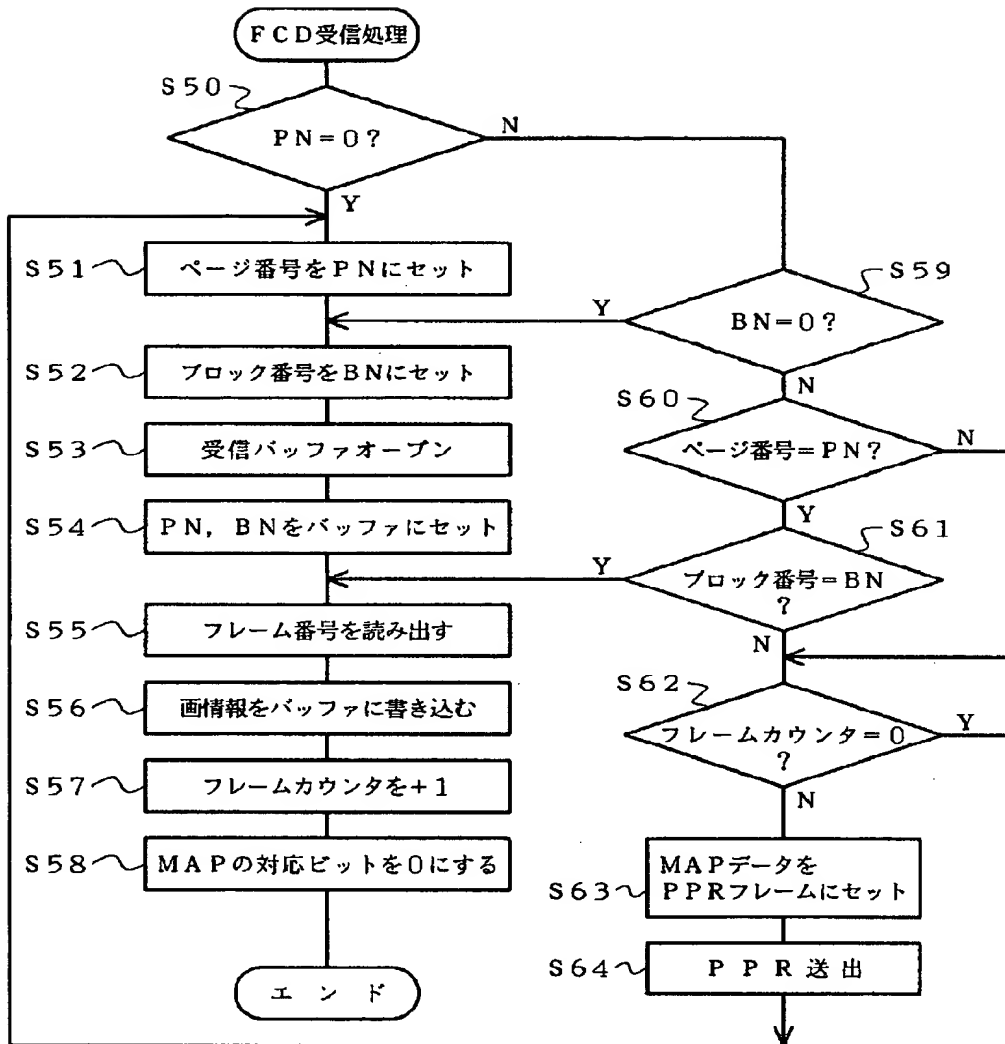 FCD受信処理
S50
PN=0?
N
Y
S51
ページ番号をPNにセット
S59
BN=0?
Y
N
S52
ブロック番号をBNにセット
S60
ページ番号=PN?
N
Y
S53
受信バッファオープン
S54
PN,BNをバッファにセット
S61
ブロック番号=BN
?
Y
N
S55
フレーム番号を読み出す
S62
フレームカウンタ=0
?
Y
N
S56
画情報をバッファに書き込む
S57
フレームカウンタを+1
S58
MAPの対応ビットを0にする
S63
MAPデータを
PPRフレームにセット
S64
PPR送出
エンド